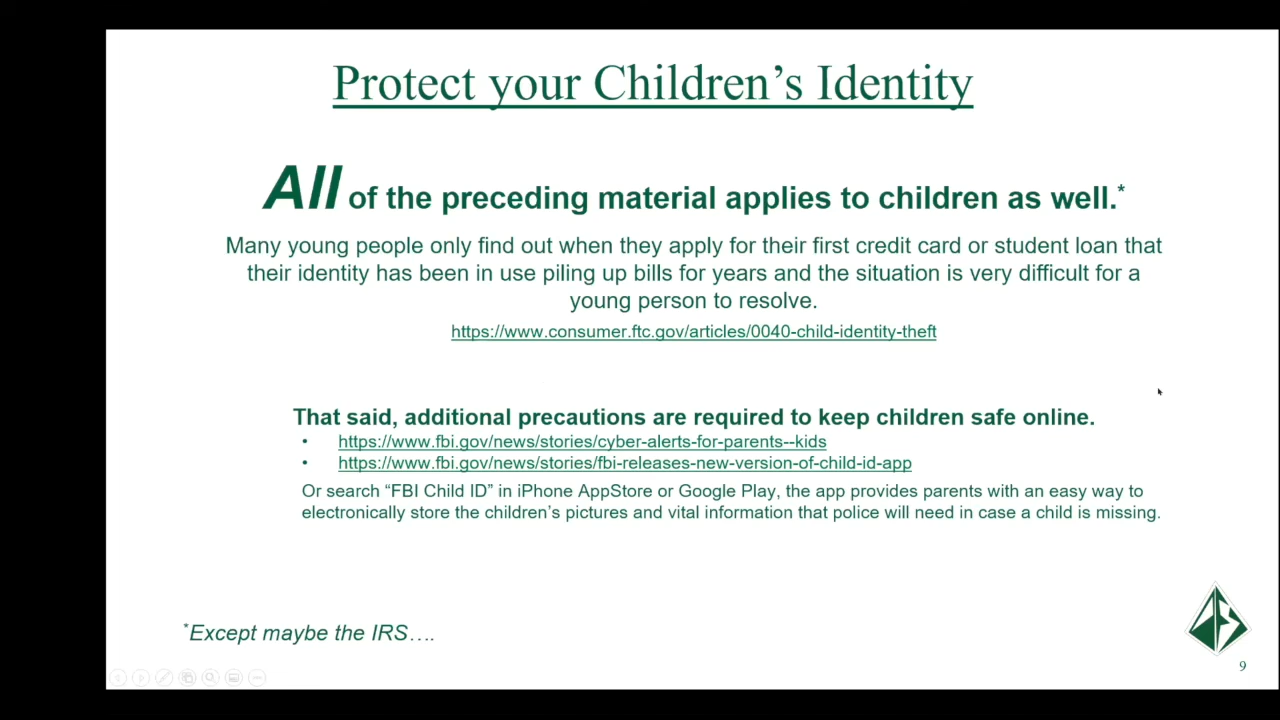 Protect your Children's Identity
All of the preceding material applies to children as well.*
Many young people only find out when they apply for their first credit card or student loan that
their identity has been in use piling up bills for years and the situation is very difficult for a
young person to resolve.
https://www.consumer.ftc.gov/articles/0040-child-identity-theft
That said, additional precautions are required to keep children safe online.
• https://www.fbi.gov/news/stories/cyber-alerts-for-parents--kids
• https://www.fbi.gov/news/stories/fbi-releases-new-version-of-child-id-app
Or search “FBI Child ID” in iPhone AppStore or Google Play, the app provides parents with an easy way to
electronically store the children’s pictures and vital information that police will need in case a child is missing.
*Except maybe the IRS….
9